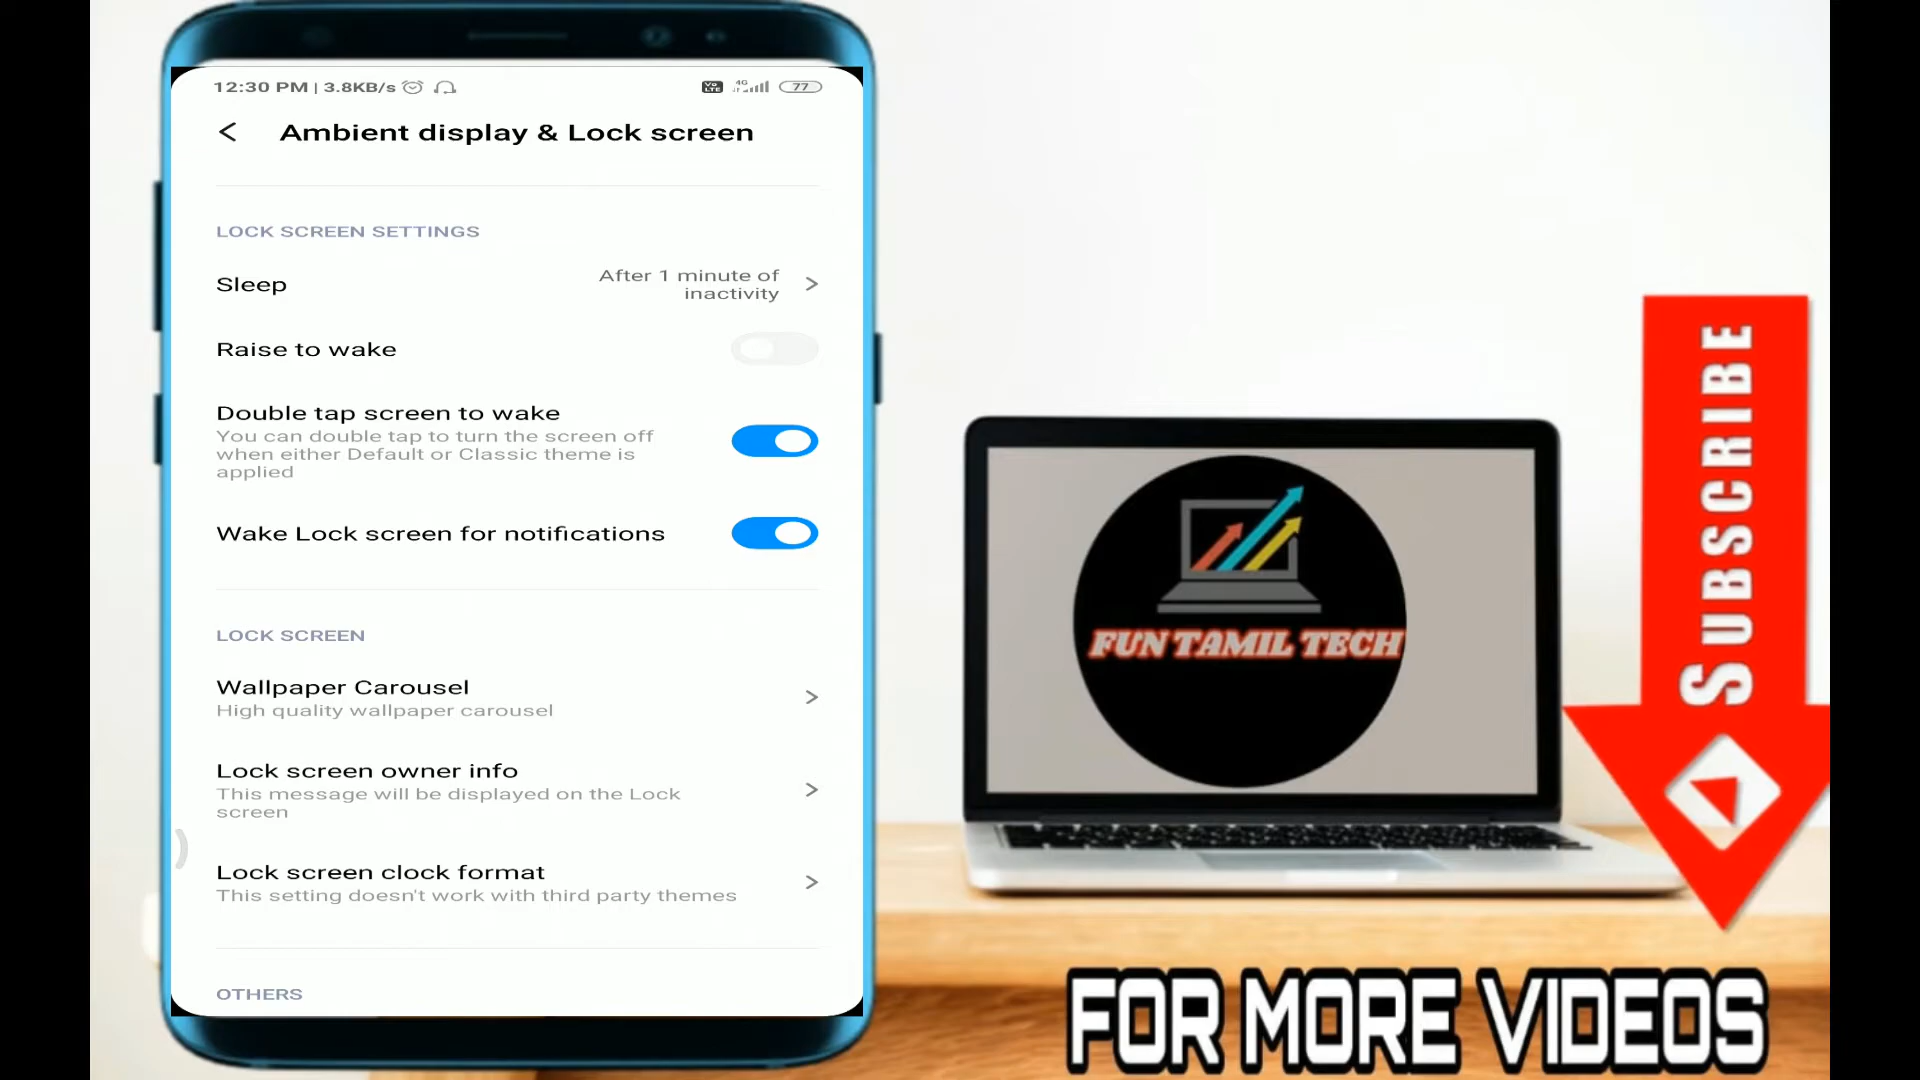 12:30 PM | 3.8KB/s
Vo LTE 4G 77
Ambient display & Lock screen
LOCK SCREEN SETTINGS
Sleep
After 1 minute of
inactivity
Raise to wake
Double tap screen to wake
You can double tap to turn the screen off
when either Default or Classic theme is
applied
Wake Lock screen for notifications
LOCK SCREEN
Wallpaper Carousel
High quality wallpaper carousel
Lock screen owner info
This message will be displayed on the Lock
screen
Lock screen clock format
This setting doesn't work with third party themes
OTHERS
FUN TAMIL TECH
SUBSCRIBE
FOR MORE VIDEOS